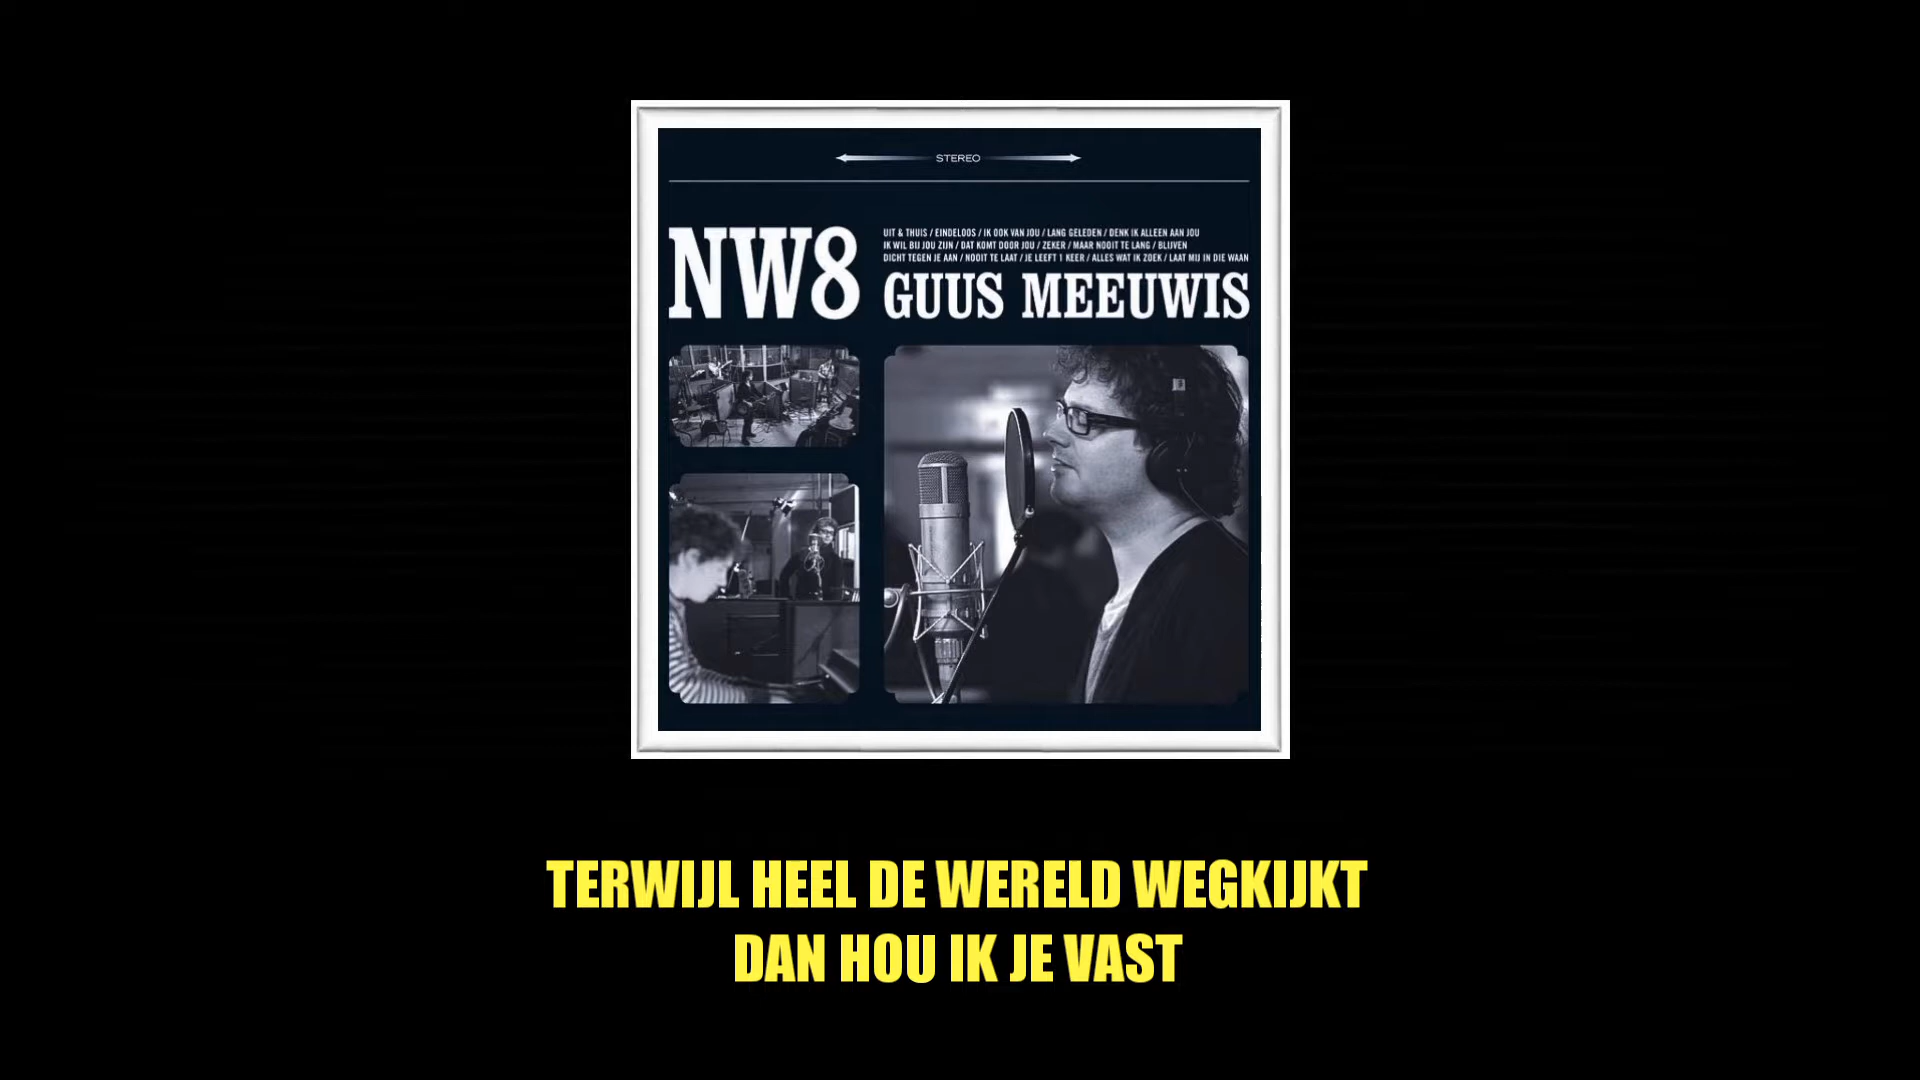 STEREO
NW8
UIT & THUIS / EINDELOOS / IK OOK VAN JOU / LANG GELEDEN / DENK IK ALLEEN AAN JOU
IK WIL BIJ JOU ZIJN / DAT KOMT DOOR JOU / ZEKER / MAAR NOOIT TE LANG / BLIJVEN
DICHT TEGEN JE AAN / NOOIT TE LAAT / JE LEEFT 1 KEER / ALLES WAT IK ZOEK / LAAT MIJ IN DIE WAAN
GUUS MEEUWIS
TERWIJL HEEL DE WERELD WEGKIJKT
DAN HOU IK JE VAST